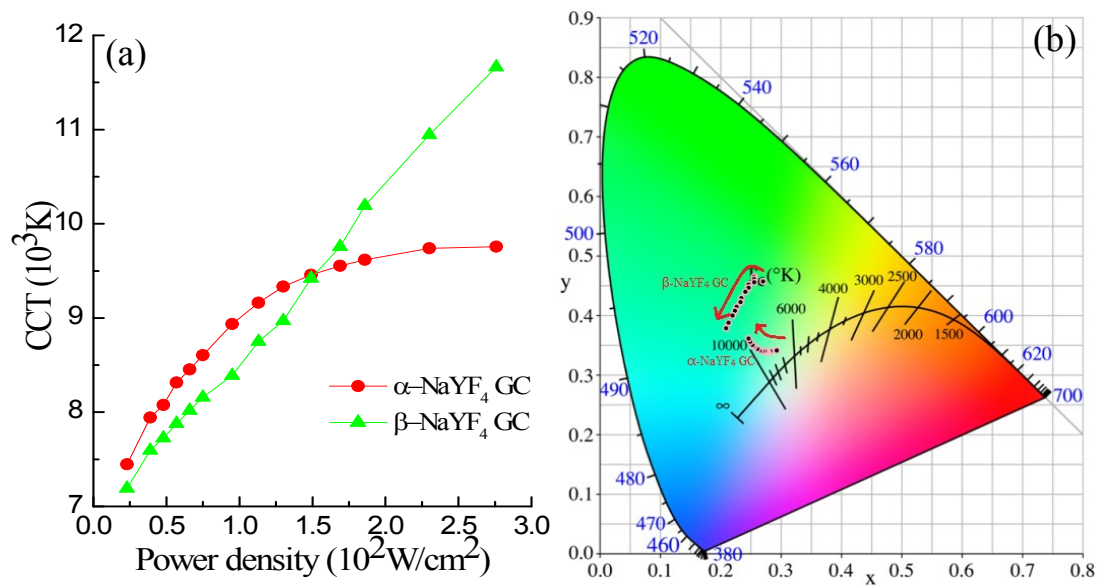 (a)
12
11
10
9
8
7
CCT (10³K)
0.0 0.5 1.0 1.5 2.0 2.5 3.0
Power density (10²W/cm²)
α–NaYF₄ GC
β–NaYF₄ GC
(b)
0.9
0.8
0.7
0.6
0.5
0.4
0.3
0.2
0.1
0.0
y
0.0 0.1 0.2 0.3 0.4 0.5 0.6 0.7 0.8
x
520
540
560
500
580
600
620
700
490
480
470
460
380
β-NaYF₄ GC
(°K)
α-NaYF₄ GC
10000
6000
4000
3000
2500
2000
1500
∞